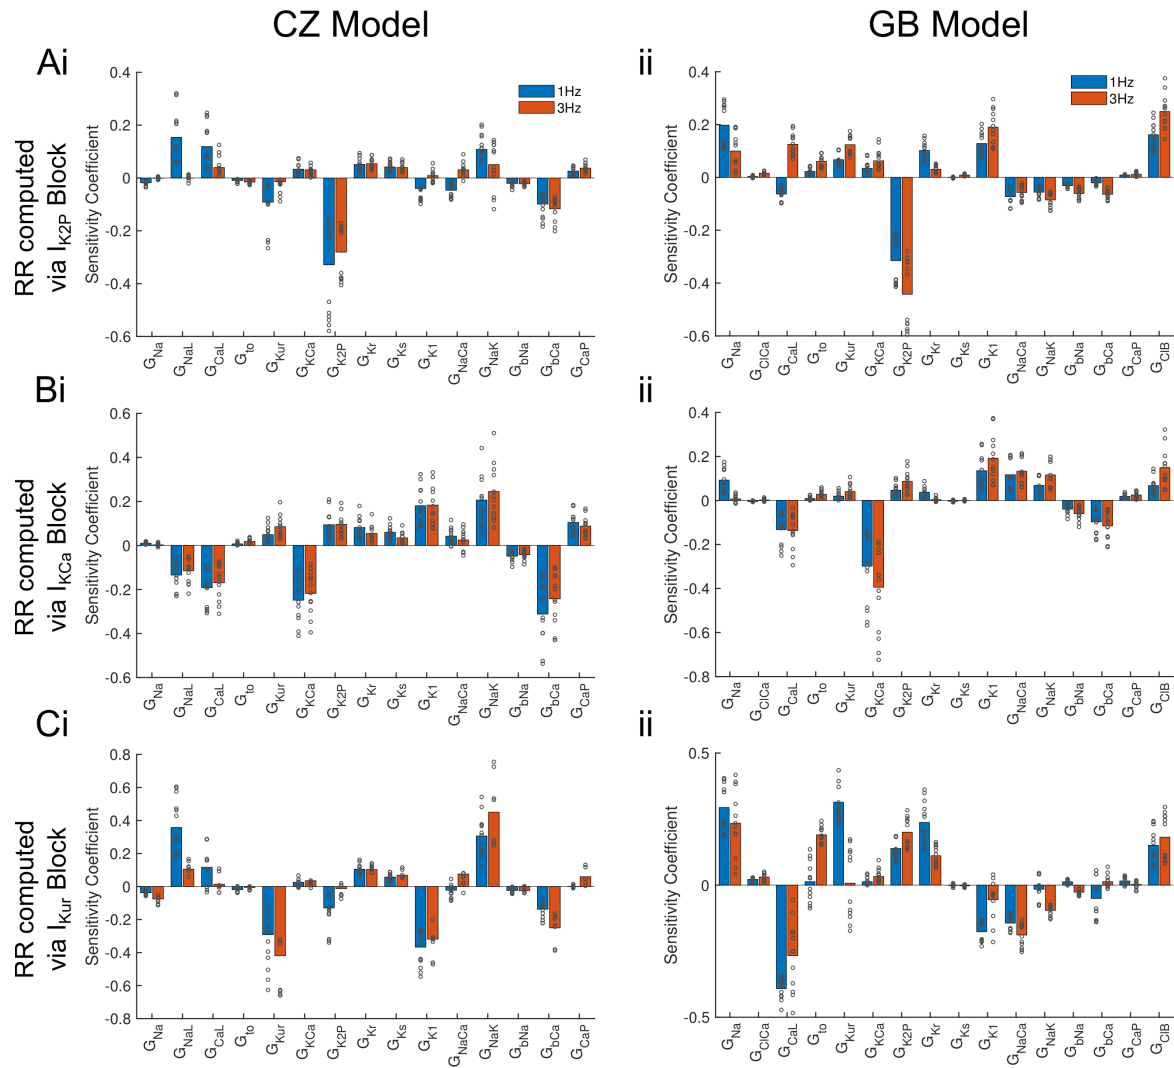 CZ Model
GB Model
Ai
ii
RR computed
via I_K2P Block
Sensitivity Coefficient
0.4
0.2
0
-0.2
-0.4
-0.6
1Hz
3Hz
G_Na
G_NaL
G_CaL
G_to
G_Kur
G_KCa
G_K2P
G_Kr
G_Ks
G_K1
G_NaCa
G_NaK
G_bNa
G_bCa
G_CaP
Sensitivity Coefficient
0.4
0.2
0
-0.2
-0.4
-0.6
1Hz
3Hz
G_Na
G_ClCa
G_CaL
G_to
G_Kur
G_KCa
G_K2P
G_Kr
G_Ks
G_K1
G_NaCa
G_NaK
G_bNa
G_bCa
G_CaP
G_ClB
Bi
ii
RR computed
via I_KCa Block
Sensitivity Coefficient
0.6
0.4
0.2
0
-0.2
-0.4
-0.6
G_Na
G_NaL
G_CaL
G_to
G_Kur
G_KCa
G_K2P
G_Kr
G_Ks
G_K1
G_NaCa
G_NaK
G_bNa
G_bCa
G_CaP
Sensitivity Coefficient
0.4
0.2
0
-0.2
-0.4
-0.6
-0.8
G_Na
G_ClCa
G_CaL
G_to
G_Kur
G_KCa
G_K2P
G_Kr
G_Ks
G_K1
G_NaCa
G_NaK
G_bNa
G_bCa
G_CaP
G_ClB
Ci
ii
RR computed
via I_Kur Block
Sensitivity Coefficient
0.8
0.6
0.4
0.2
0
-0.2
-0.4
-0.6
-0.8
G_Na
G_NaL
G_CaL
G_to
G_Kur
G_KCa
G_K2P
G_Kr
G_Ks
G_K1
G_NaCa
G_NaK
G_bNa
G_bCa
G_CaP
Sensitivity Coefficient
0.5
0
-0.5
G_Na
G_ClCa
G_CaL
G_to
G_Kur
G_KCa
G_K2P
G_Kr
G_Ks
G_K1
G_NaCa
G_NaK
G_bNa
G_bCa
G_CaP
G_ClB